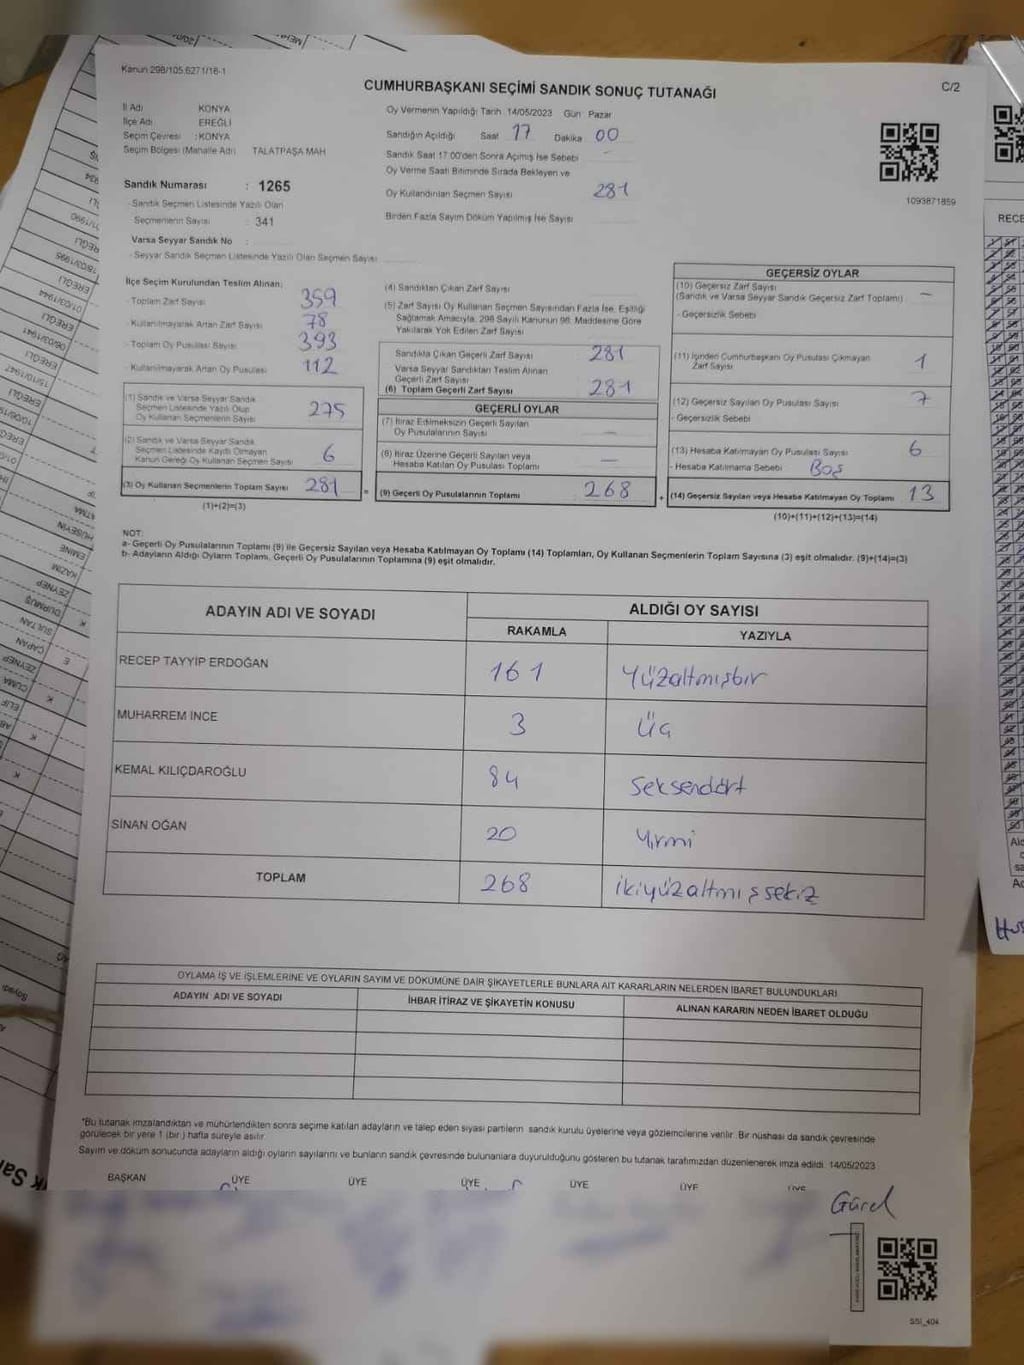 Kanun 298/105.6271/16-1
C/2
CUMHURBAŞKANI SEÇİMİ SANDIK SONUÇ TUTANAĞI
İl Adı KONYA
İlçe Adı EREĞLİ
Seçim Çevresi : KONYA
Seçim Bölgesi (Mahalle Adı) TALATPAŞA MAH
Sandık Numarası : 1265
- Sandık Seçmen Listesinde Yazılı Olan
Seçmenlerin Sayısı : 341
Varsa Seyyar Sandık No :
- Seyyar Sandık Seçmen Listesinde Yazılı Olan Seçmen Sayısı
Oy Vermenin Yapıldığı Tarih 14/05/2023 Gün Pazar
Sandığın Açıldığı Saat 17 Dakika 00
Sandık Saat 17.00'den Sonra Açılmış İse Sebebi
Oy Verme Saati Bitiminde Sırada Bekleyen ve
Oy Kullandırılan Seçmen Sayısı 281
Birden Fazla Sayım Döküm Yapılmış İse Sayısı
1093871859
İlçe Seçim Kurulundan Teslim Alınan;
- Toplam Zarf Sayısı 359
- Kullanılmayarak Artan Zarf Sayısı 78
- Toplam Oy Pusulası Sayısı 393
- Kullanılmayarak Artan Oy Pusulası 112
(1) Sandık ve Varsa Seyyar Sandık
Seçmen Listesinde Yazılı Olup
Oy Kullanan Seçmenlerin Sayısı 275
(2) Sandık ve Varsa Seyyar Sandık
Seçmen Listesinde Kaydı Olmayan
Kanun Gereği Oy Kullanan Seçmen Sayısı 6
(3) Oy Kullanan Seçmenlerin Toplam Sayısı 281
(1)+(2)=(3)
(4) Sandıktan Çıkan Zarf Sayısı
(5) Zarf Sayısı Oy Kullanan Seçmen Sayısından Fazla İse, Eşitliği
Sağlamak Amacıyla, 298 Sayılı Kanunun 98. Maddesine Göre
Yakılarak Yok Edilen Zarf Sayısı
Sandıkta Çıkan Geçerli Zarf Sayısı 281
Varsa Seyyar Sandıktan Teslim Alınan
Geçerli Zarf Sayısı
(6) Toplam Geçerli Zarf Sayısı 281
GEÇERLİ OYLAR
(7) İtiraz Edilmeksizin Geçerli Sayılan
Oy Pusulalarının Sayısı —
(8) İtiraz Üzerine Geçerli Sayılan veya
Hesaba Katılan Oy Pusulası Toplamı —
= (9) Geçerli Oy Pusulalarının Toplamı 268 +
GEÇERSİZ OYLAR
(10) Geçersiz Zarf Sayısı
(Sandık ve Varsa Seyyar Sandık Geçersiz Zarf Toplamı) —
- Geçersizlik Sebebi
(11) İçinden Cumhurbaşkanı Oy Pusulası Çıkmayan
Zarf Sayısı 1
(12) Geçersiz Sayılan Oy Pusulası Sayısı 7
- Geçersizlik Sebebi
(13) Hesaba Katılmayan Oy Pusulası Sayısı 6
- Hesaba Katılmama Sebebi Boş
(14) Geçersiz Sayılan veya Hesaba Katılmayan Oy Toplamı 13
(10)+(11)+(12)+(13)=(14)
NOT:
a- Geçerli Oy Pusulalarının Toplamı (9) ile Geçersiz Sayılan veya Hesaba Katılmayan Oy Toplamı (14) Toplamları, Oy Kullanan Seçmenlerin Toplam Sayısına (3) eşit olmalıdır. (9)+(14)=(3)
b- Adayların Aldığı Oyların Toplamı, Geçerli Oy Pusulalarının Toplamına (9) eşit olmalıdır.
ADAYIN ADI VE SOYADI ALDIĞI OY SAYISI
RAKAMLA YAZIYLA
RECEP TAYYİP ERDOĞAN 161 Yüzaltmışbir
MUHARREM İNCE 3 Üç
KEMAL KILIÇDAROĞLU 84 Seksendört
SİNAN OĞAN 20 Yirmi
TOPLAM 268 ikiyüzaltmışsekiz
OYLAMA İŞ VE İŞLEMLERİNE VE OYLARIN SAYIM VE DÖKÜMÜNE DAİR ŞİKAYETLERLE BUNLARA AİT KARARLARIN NELERDEN İBARET BULUNDUKLARI
ADAYIN ADI VE SOYADI İHBAR İTİRAZ VE ŞİKAYETİN KONUSU ALINAN KARARIN NEDEN İBARET OLDUĞU
*Bu tutanak imzalandıktan ve mühürlendikten sonra seçime katılan adayların ve talep eden siyasi partilerin sandık kurulu üyelerine veya gözlemcilerine verilir. Bir nüshası da sandık çevresinde
görülecek bir yere 1 (bir) hafta süreyle asılır.
Sayım ve döküm sonucunda adayların aldığı oyların sayılarını ve bunların sandık çevresinde bulunanlara duyurulduğunu gösteren bu tutanak tarafımızdan düzenlenerek imza edildi. 14/05/2023
BAŞKAN ÜYE ÜYE ÜYE ÜYE ÜYE ÜYE
Gürel
SSI_404